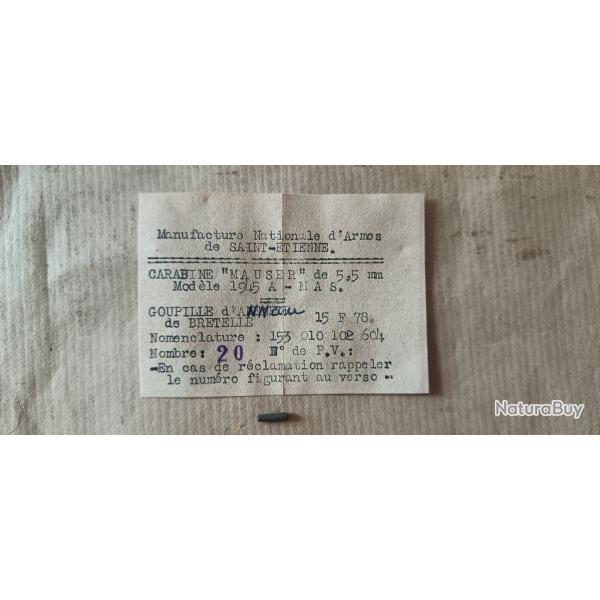 Manufacture Nationale d'Armes
de SAINT-ETIENNE.
CARABINE "MAUSER" de 5,5 mm
Modèle 1945 A - MAS.
GOUPILLE d'ANNeau 15 F 78.
de BRETELLE
Nomenclature : 153 010 102 604
Nombre: 20 N° de P.V.:
-En cas de réclamation rappeler
le numéro figurant au verso -
NaturaBuy